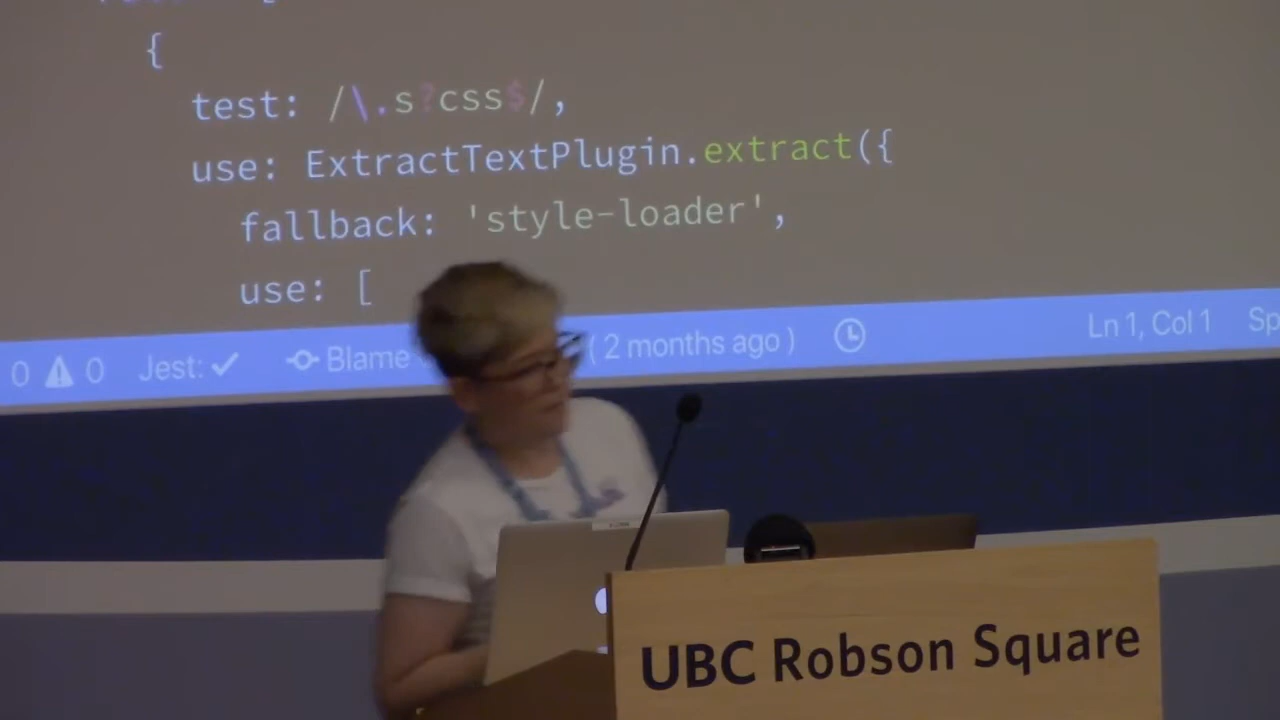 {
test: /\.s?css$/,
use: ExtractTextPlugin.extract({
fallback: 'style-loader',
use: [
0 0 Jest: ✓ Blame ( 2 months ago ) Ln 1, Col 1 Sp
UBC Robson Square